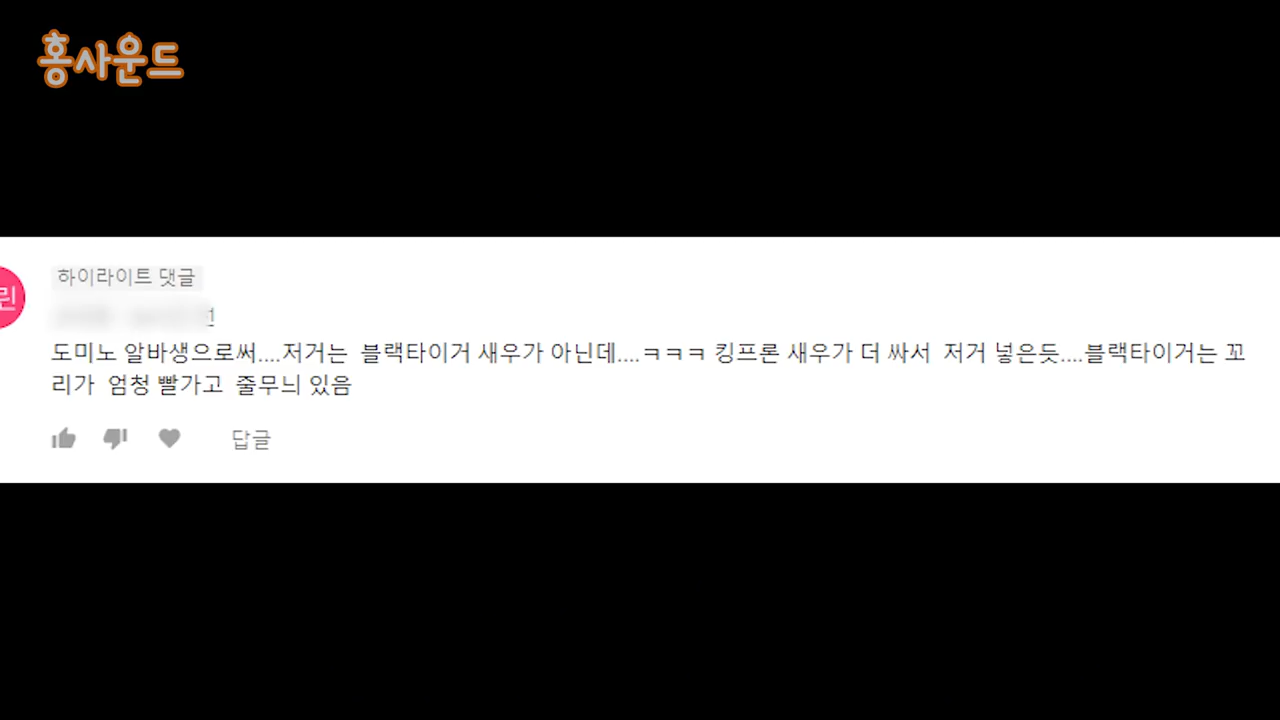 홍사운드
린
하이라이트 댓글
도미노 알바생으로써....저거는 블랙타이거 새우가 아닌데....ㅋㅋㅋ 킹프론 새우가 더 싸서 저거 넣은듯....블랙타이거는 꼬
리가 엄청 빨가고 줄무늬 있음
답글